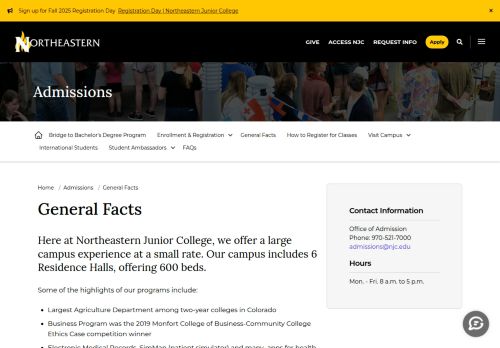 Sign up for Fall 2025 Registration Day Registration Day | Northeastern Junior College
NORTHEASTERN
GIVE ACCESS NJC REQUEST INFO Apply
Admissions
Bridge to Bachelor's Degree Program Enrollment & Registration General Facts How to Register for Classes Visit Campus
International Students Student Ambassadors FAQs
Home / Admissions / General Facts
General Facts
Here at Northeastern Junior College, we offer a large
campus experience at a small rate. Our campus includes 6
Residence Halls, offering 600 beds.
Some of the highlights of our programs include:
Largest Agriculture Department among two-year colleges in Colorado
Business Program was the 2019 Monfort College of Business-Community College
Ethics Case competition winner
Electronic Medical Records, SimMan (patient simulator) and many, apps for health
Contact Information
Office of Admission
Phone: 970-521-7000
admissions@njc.edu
Hours
Mon. - Fri. 8 a.m. to 5 p.m.